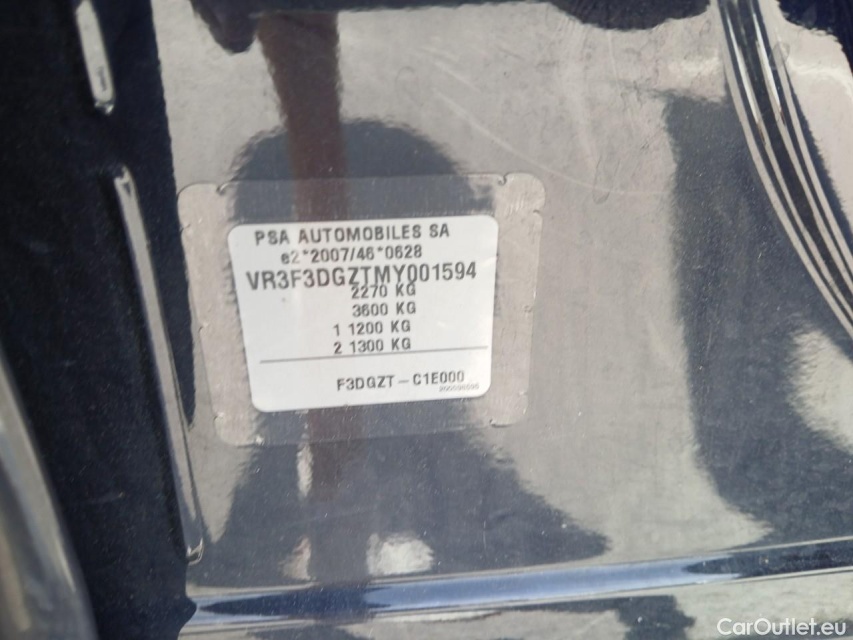 PSA AUTOMOBILES SA
e2*2007/46*0628
VR3F3DGZTMY001594
2270 KG
3600 KG
1 1200 KG
2 1300 KG
F3DGZT-C1E000
CarOutlet.eu